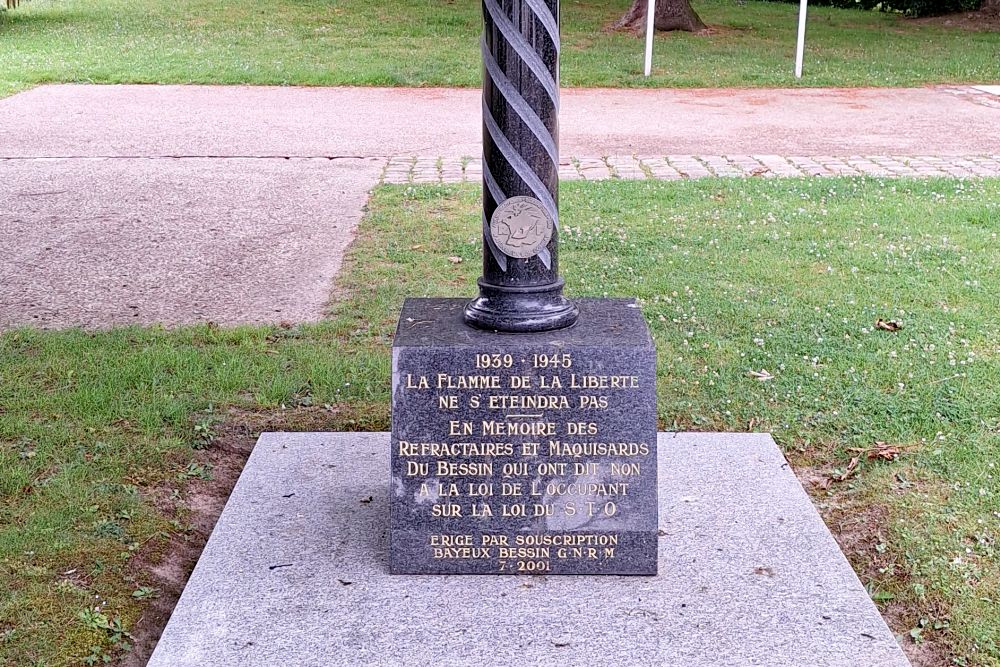 1939 · 1945
LA FLAMME DE LA LIBERTE
NE S ETEINDRA PAS
EN MEMOIRE DES
REFRACTAIRES ET MAQUISARDS
DU BESSIN QUI ONT DIT NON
A LA LOI DE L'OCCUPANT
SUR LA LOI DU S T O
ERIGE PAR SOUSCRIPTION
BAYEUX BESSIN G·N·R M
7·2001